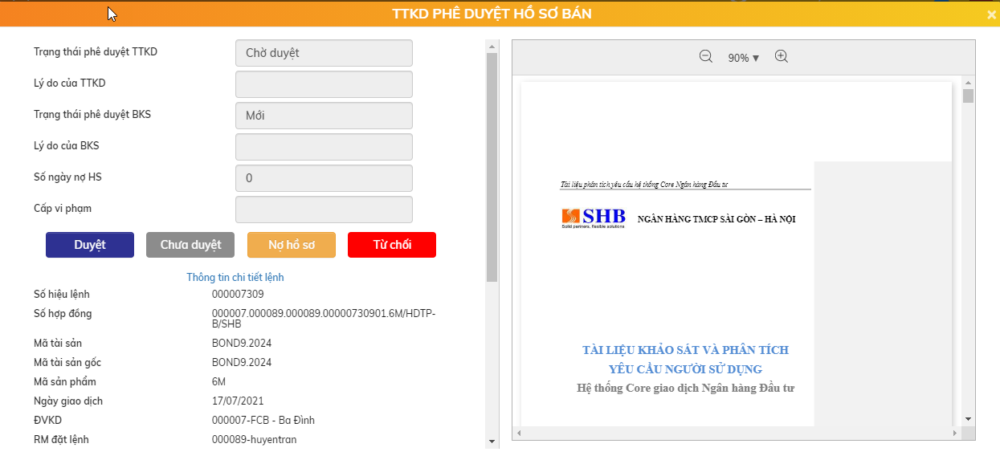 TTKD PHÊ DUYỆT HỒ SƠ BÁN
×
Trạng thái phê duyệt TTKD
Chờ duyệt
Lý do của TTKD
Trạng thái phê duyệt BKS
Mới
Lý do của BKS
Số ngày nợ HS
0
Cấp vi phạm
Duyệt
Chưa duyệt
Nợ hồ sơ
Từ chối
Thông tin chi tiết lệnh
Số hiệu lệnh
000007309
Số hợp đồng
000007.000089.000089.00000730901.6M/HDTP-
B/SHB
Mã tài sản
BOND9.2024
Mã tài sản gốc
BOND9.2024
Mã sản phẩm
6M
Ngày giao dịch
17/07/2021
ĐVKD
000007-FCB - Ba Đình
RM đặt lệnh
000089-huyentran
90% ▼
Tài liệu phân tích yêu cầu hệ thống Core Ngân hàng Đầu tư
SHB
Solid partners, flexible solutions
NGÂN HÀNG TMCP SÀI GÒN – HÀ NỘI
TÀI LIỆU KHẢO SÁT VÀ PHÂN TÍCH
YÊU CẦU NGƯỜI SỬ DỤNG
Hệ thống Core giao dịch Ngân hàng Đầu tư